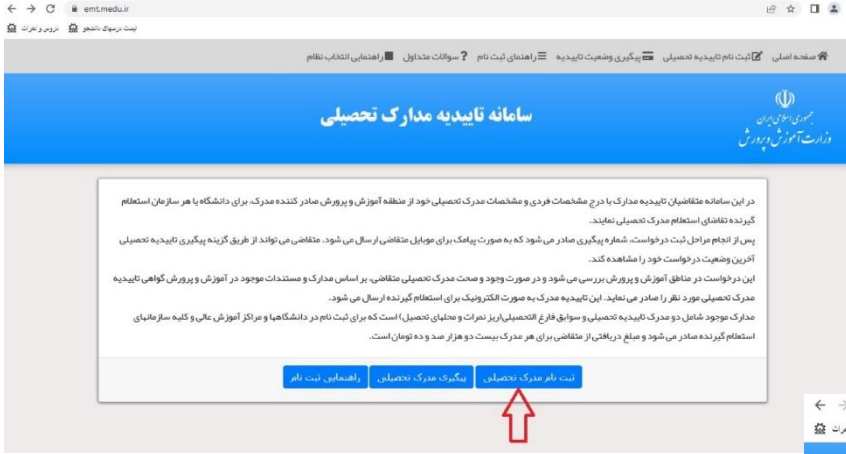 emt.medu.ir
لیست درسهای دانشجو دروس و نمرات
صفحه اصلی ثبت نام تاییدیه تحصیلی پیگیری وضعیت تاییدیه راهنمای ثبت نام سوالات متداول راهنمایی انتخاب نظام
جمهوری اسلامی ایران
وزارت آموزش و پرورش
سامانه تاییدیه مدارک تحصیلی
در این سامانه متقاضیان تاییدیه مدارک با درج مشخصات فردی و مشخصات مدرک تحصیلی خود از منطقه آموزش و پرورش صادر کننده مدرک، برای دانشگاه یا هر سازمان استعلام
گیرنده تقاضای استعلام مدرک تحصیلی نمایند.
پس از انجام مراحل ثبت درخواست، شماره پیگیری صادر می شود که به صورت پیامک برای موبایل متقاضی ارسال می شود. متقاضی می تواند از طریق گزینه پیگیری تاییدیه تحصیلی
آخرین وضعیت درخواست خود را مشاهده کند.
این درخواست در مناطق آموزش و پرورش بررسی می شود و در صورت وجود و صحت مدرک تحصیلی متقاضی، بر اساس مدارک و مستندات موجود در آموزش و پرورش گواهی تاییدیه
مدرک تحصیلی مورد نظر را صادر می نماید. این تاییدیه مدرک به صورت الکترونیک برای استعلام گیرنده ارسال می شود.
مدارک موجود شامل دو مدرک تاییدیه تحصیلی و سوابق فارغ التحصیلی(ریز نمرات و محلهای تحصیل) است که برای ثبت نام در دانشگاهها و مراکز آموزش عالی و کلیه سازمانهای
استعلام گیرنده صادر می شود و مبلغ دریافتی از متقاضی برای هر مدرک بیست دو هزار صد و ده تومان است.
ثبت نام مدرک تحصیلی پیگیری مدرک تحصیلی راهنمایی ثبت نام